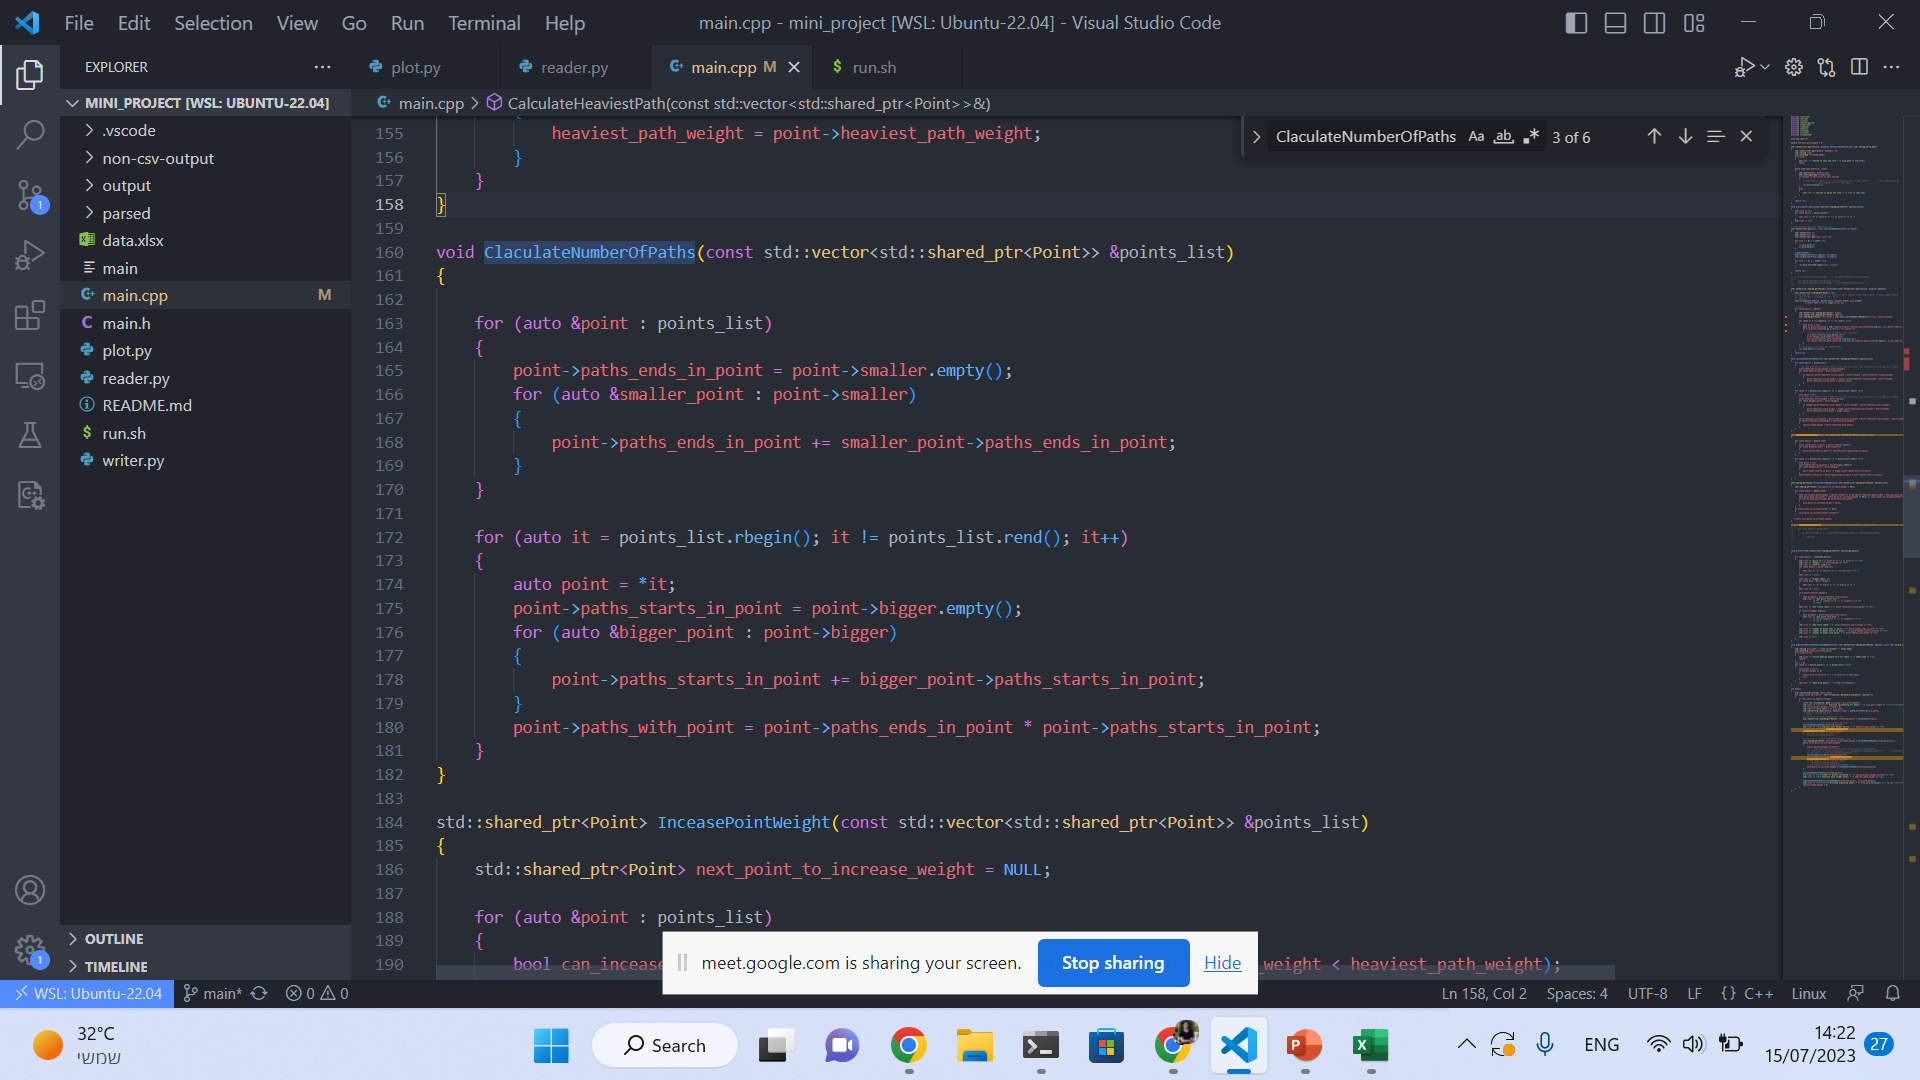 File Edit Selection View Go Run Terminal Help
main.cpp - mini_project [WSL: Ubuntu-22.04] - Visual Studio Code
EXPLORER
plot.py
reader.py
main.cpp M
run.sh
MINI_PROJECT [WSL: UBUNTU-22.04]
main.cpp > CalculateHeaviestPath(const std::vector<std::shared_ptr<Point>>&)
ClaculateNumberOfPaths Aa ab 3 of 6
.vscode
non-csv-output
output
parsed
data.xlsx
main
main.cpp M
main.h
plot.py
reader.py
README.md
run.sh
writer.py
OUTLINE
TIMELINE
155 heaviest_path_weight = point->heaviest_path_weight;
156 }
157 }
158 }
159
160 void ClaculateNumberOfPaths(const std::vector<std::shared_ptr<Point>> &points_list)
161 {
162
163 for (auto &point : points_list)
164 {
165 point->paths_ends_in_point = point->smaller.empty();
166 for (auto &smaller_point : point->smaller)
167 {
168 point->paths_ends_in_point += smaller_point->paths_ends_in_point;
169 }
170 }
171
172 for (auto it = points_list.rbegin(); it != points_list.rend(); it++)
173 {
174 auto point = *it;
175 point->paths_starts_in_point = point->bigger.empty();
176 for (auto &bigger_point : point->bigger)
177 {
178 point->paths_starts_in_point += bigger_point->paths_starts_in_point;
179 }
180 point->paths_with_point = point->paths_ends_in_point * point->paths_starts_in_point;
181 }
182 }
183
184 std::shared_ptr<Point> InceasePointWeight(const std::vector<std::shared_ptr<Point>> &points_list)
185 {
186 std::shared_ptr<Point> next_point_to_increase_weight = NULL;
187
188 for (auto &point : points_list)
189 {
190 bool can_increas _weight < heaviest_path_weight);
meet.google.com is sharing your screen. Stop sharing Hide
1
1
WSL: Ubuntu-22.04 main* 0 0
Ln 158, Col 2 Spaces: 4 UTF-8 LF {} C++ Linux
32°C
שמשי
Search
ENG
14:22
15/07/2023
27